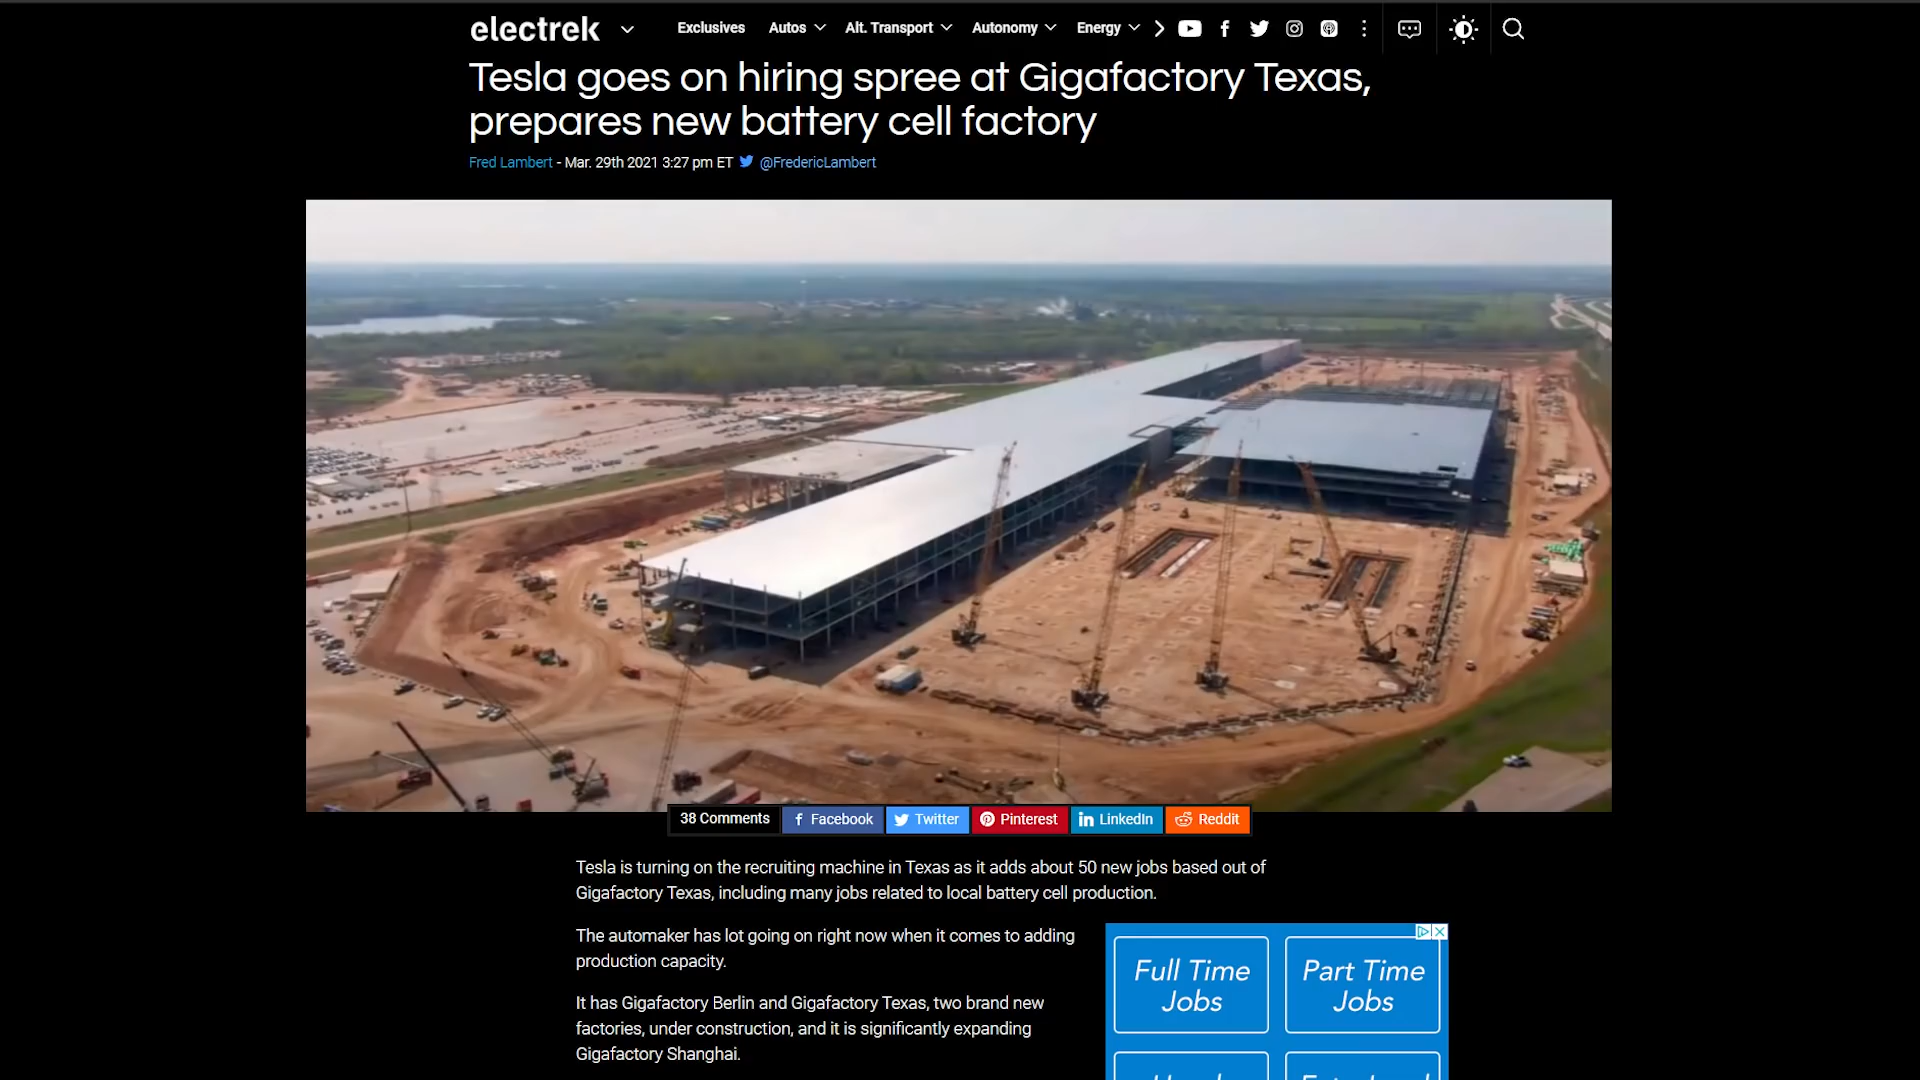 electrek
Exclusives Autos Alt. Transport Autonomy Energy
Tesla goes on hiring spree at Gigafactory Texas,
prepares new battery cell factory
Fred Lambert - Mar. 29th 2021 3:27 pm ET @FredericLambert
38 Comments Facebook Twitter Pinterest LinkedIn Reddit
Tesla is turning on the recruiting machine in Texas as it adds about 50 new jobs based out of
Gigafactory Texas, including many jobs related to local battery cell production.
The automaker has lot going on right now when it comes to adding
production capacity.
It has Gigafactory Berlin and Gigafactory Texas, two brand new
factories, under construction, and it is significantly expanding
Gigafactory Shanghai.
Full Time
Jobs
Part Time
Jobs